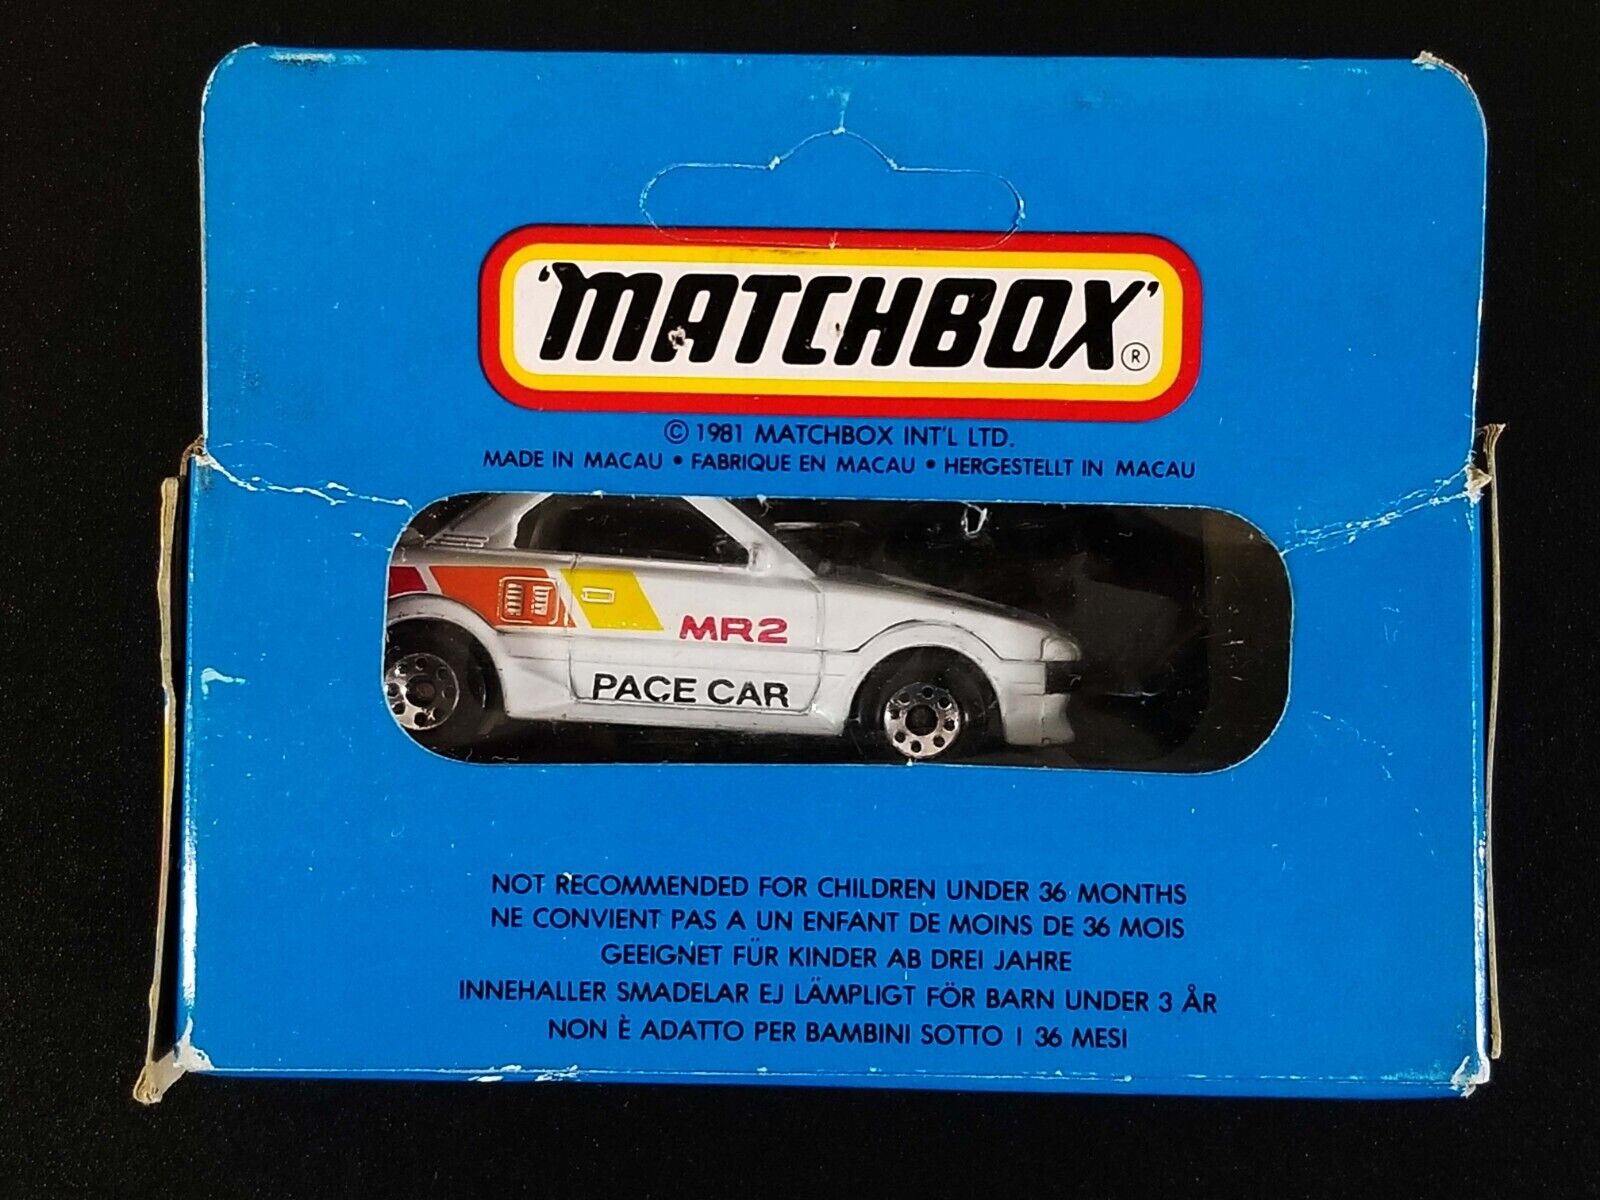 'MATCHBOX' ®
© 1981 MATCHBOX INT'L LTD.
MADE IN MACAU • FABRIQUE EN MACAU • HERGESTELLT IN MACAU
MR2
PACE CAR
NOT RECOMMENDED FOR CHILDREN UNDER 36 MONTHS
NE CONVIENT PAS A UN ENFANT DE MOINS DE 36 MOIS
GEEIGNET FÜR KINDER AB DREI JAHRE
INNEHALLER SMADELAR EJ LÄMPLIGT FÖR BARN UNDER 3 ÅR
NON È ADATTO PER BAMBINI SOTTO I 36 MESI